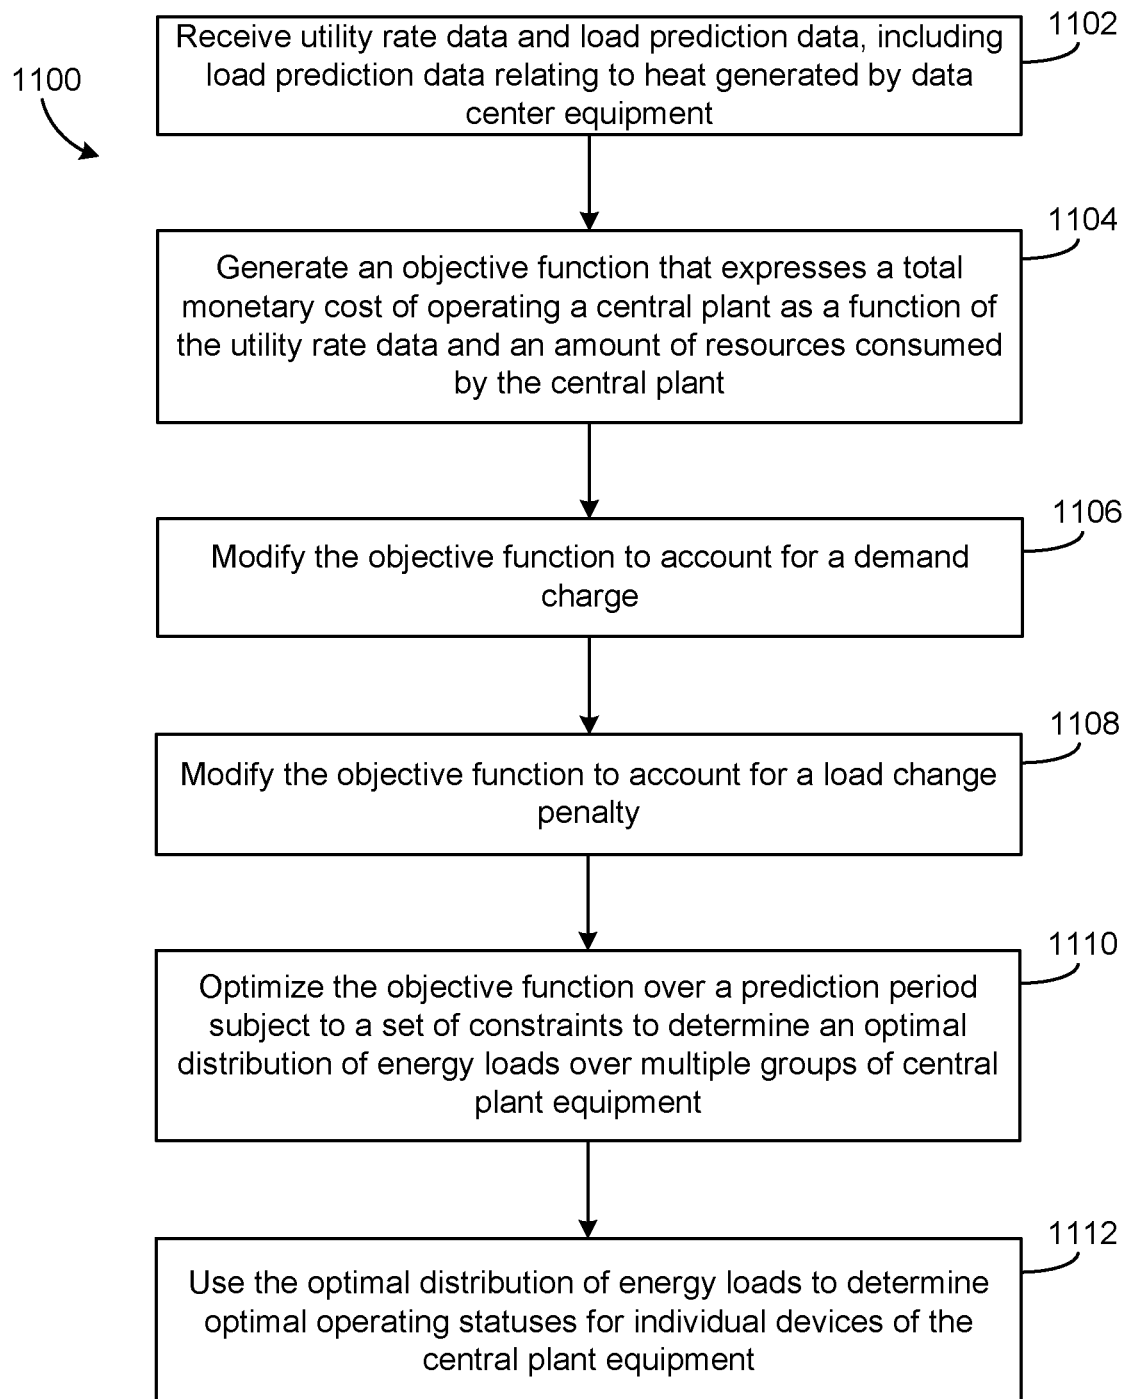 1100
1102
Receive utility rate data and load prediction data, including
load prediction data relating to heat generated by data
center equipment
1104
Generate an objective function that expresses a total
monetary cost of operating a central plant as a function of
the utility rate data and an amount of resources consumed
by the central plant
1106
Modify the objective function to account for a demand
charge
1108
Modify the objective function to account for a load change
penalty
1110
Optimize the objective function over a prediction period
subject to a set of constraints to determine an optimal
distribution of energy loads over multiple groups of central
plant equipment
1112
Use the optimal distribution of energy loads to determine
optimal operating statuses for individual devices of the
central plant equipment